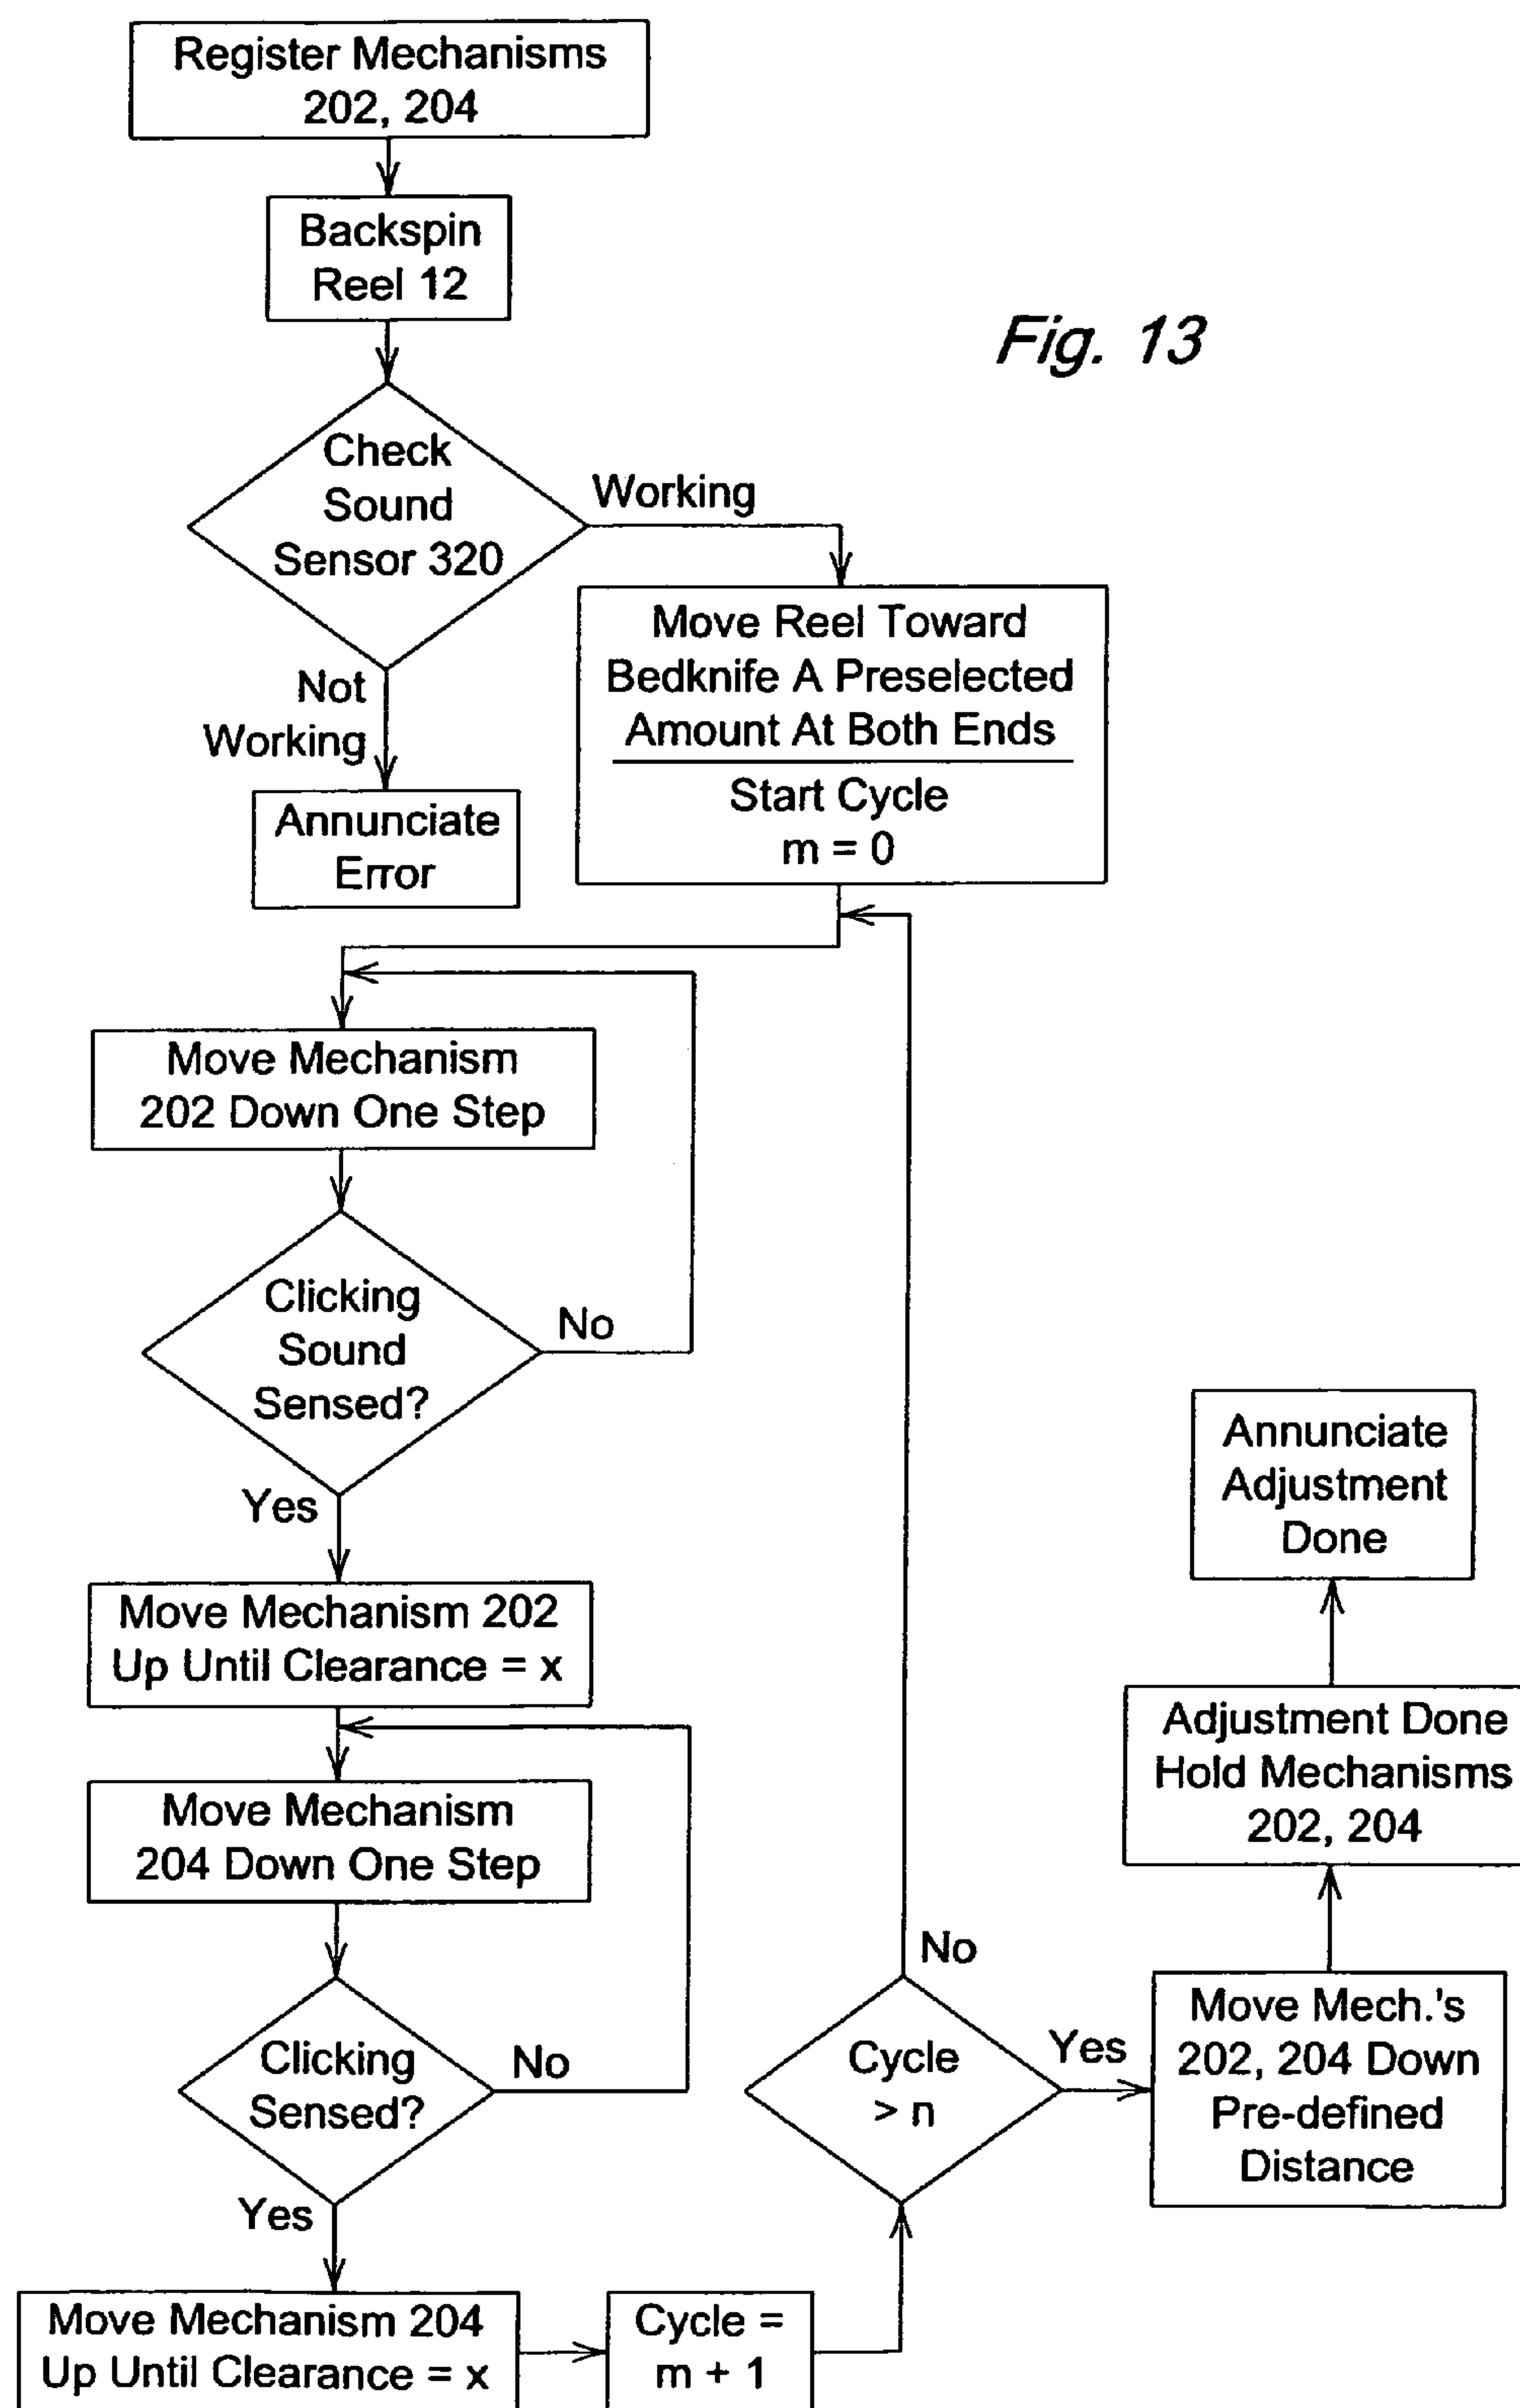 Register Mechanisms
202, 204
Backspin
Reel 12
Fig. 13
Check
Sound
Sensor 320
Working
Not
Working
Move Reel Toward
Bedknife A Preselected
Amount At Both Ends
Start Cycle
m = 0
Annunciate
Error
Move Mechanism
202 Down One Step
Clicking
Sound
Sensed?
No
Yes
Move Mechanism 202
Up Until Clearance = x
Move Mechanism
204 Down One Step
Clicking
Sensed?
No
Yes
Move Mechanism 204
Up Until Clearance = x
Cycle =
m + 1
Cycle
> n
No
Yes
Move Mech.'s
202, 204 Down
Pre-defined
Distance
Adjustment Done
Hold Mechanisms
202, 204
Annunciate
Adjustment
Done